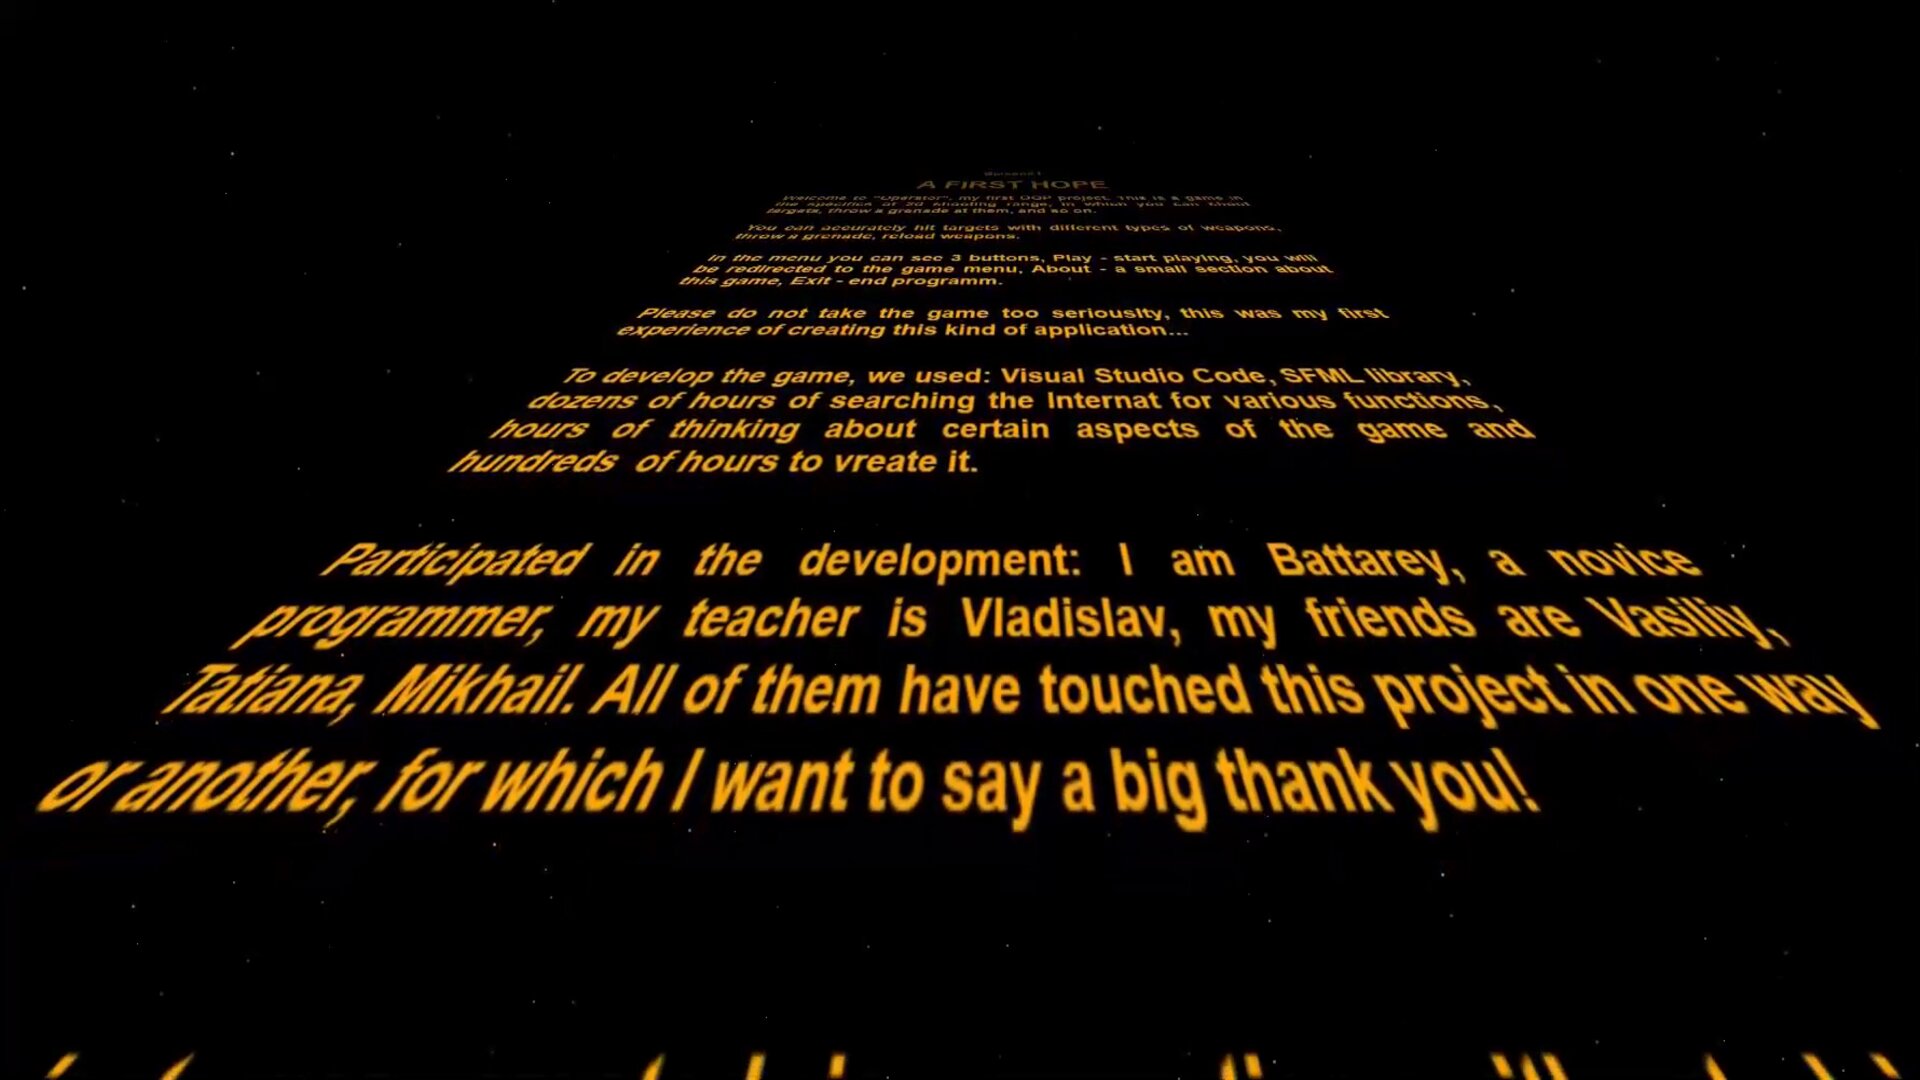 A FIRST HOPE
Welcome to "Operator", my first OOP project. This is a game in
the specifics of 2d shooting range, in which you can shoot
targets, throw a grenade at them, and so on.
You can accurately hit targets with different types of weapons,
throw a grenade, reload weapons.
In the menu you can see 3 buttons, Play - start playing, you will
be redirected to the game menu, About - a small section about
this game, Exit - end programm.
Please do not take the game too seriousity, this was my first
experience of creating this kind of application...
To develop the game, we used: Visual Studio Code, SFML library,
dozens of hours of searching the Internat for various functions,
hours of thinking about certain aspects of the game and
hundreds of hours to vreate it.
Participated in the development: I am Battarey, a novice
programmer, my teacher is Vladislav, my friends are Vasiliy,
Tatiana, Mikhail. All of them have touched this project in one way
or another, for which I want to say a big thank you!